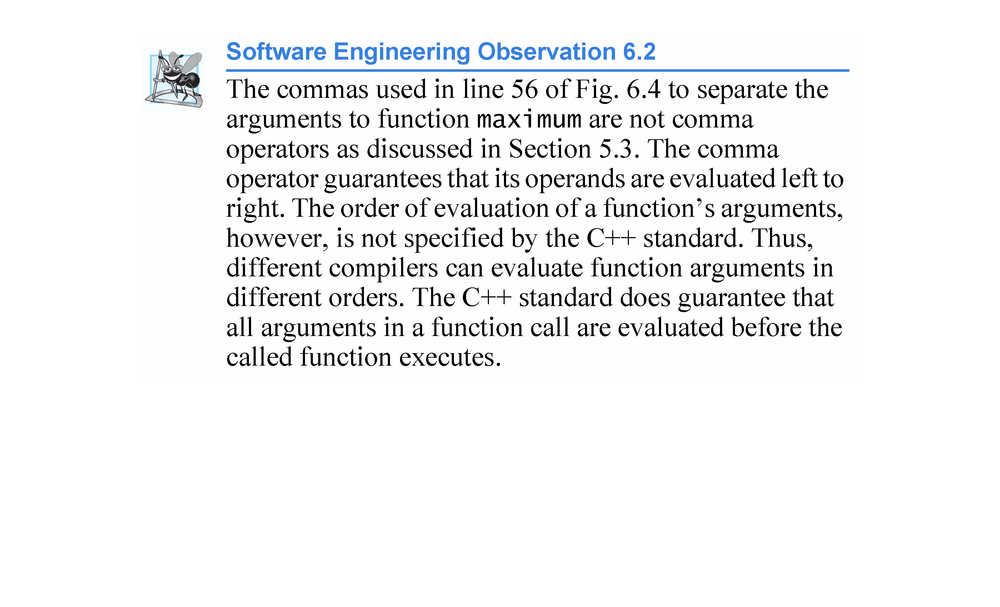 Software Engineering Observation 6.2
The commas used in line 56 of Fig. 6.4 to separate the
arguments to function maximum are not comma
operators as discussed in Section 5.3. The comma
operator guarantees that its operands are evaluated left to
right. The order of evaluation of a function’s arguments,
however, is not specified by the C++ standard. Thus,
different compilers can evaluate function arguments in
different orders. The C++ standard does guarantee that
all arguments in a function call are evaluated before the
called function executes.